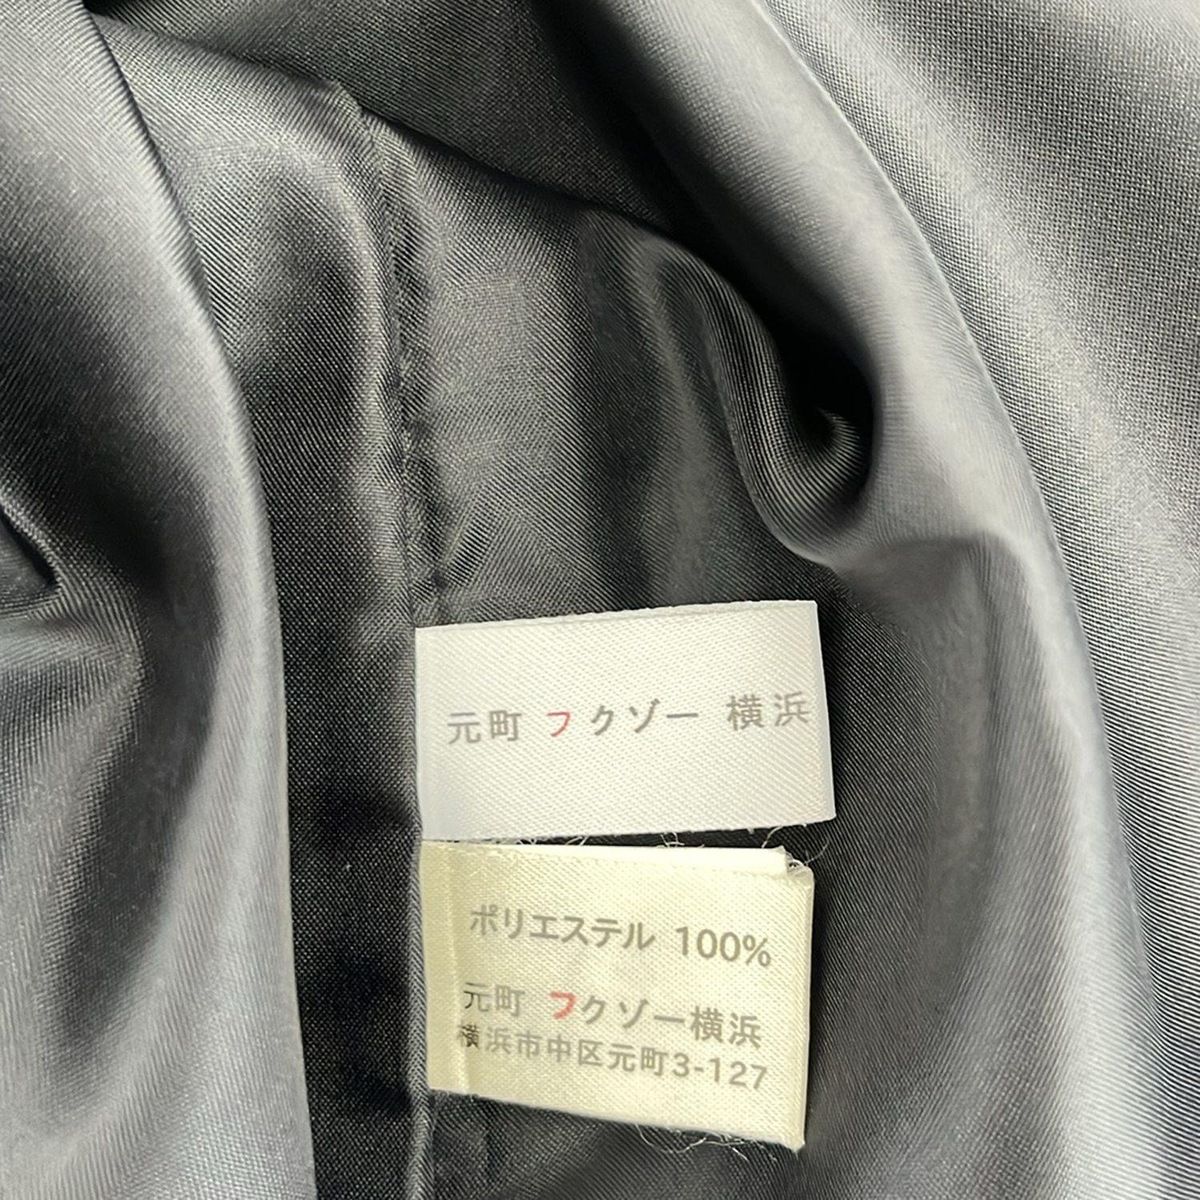 元町 フクゾー 横浜
ポリエステル 100%
元町 フクゾー横浜
横浜市中区元町3-127